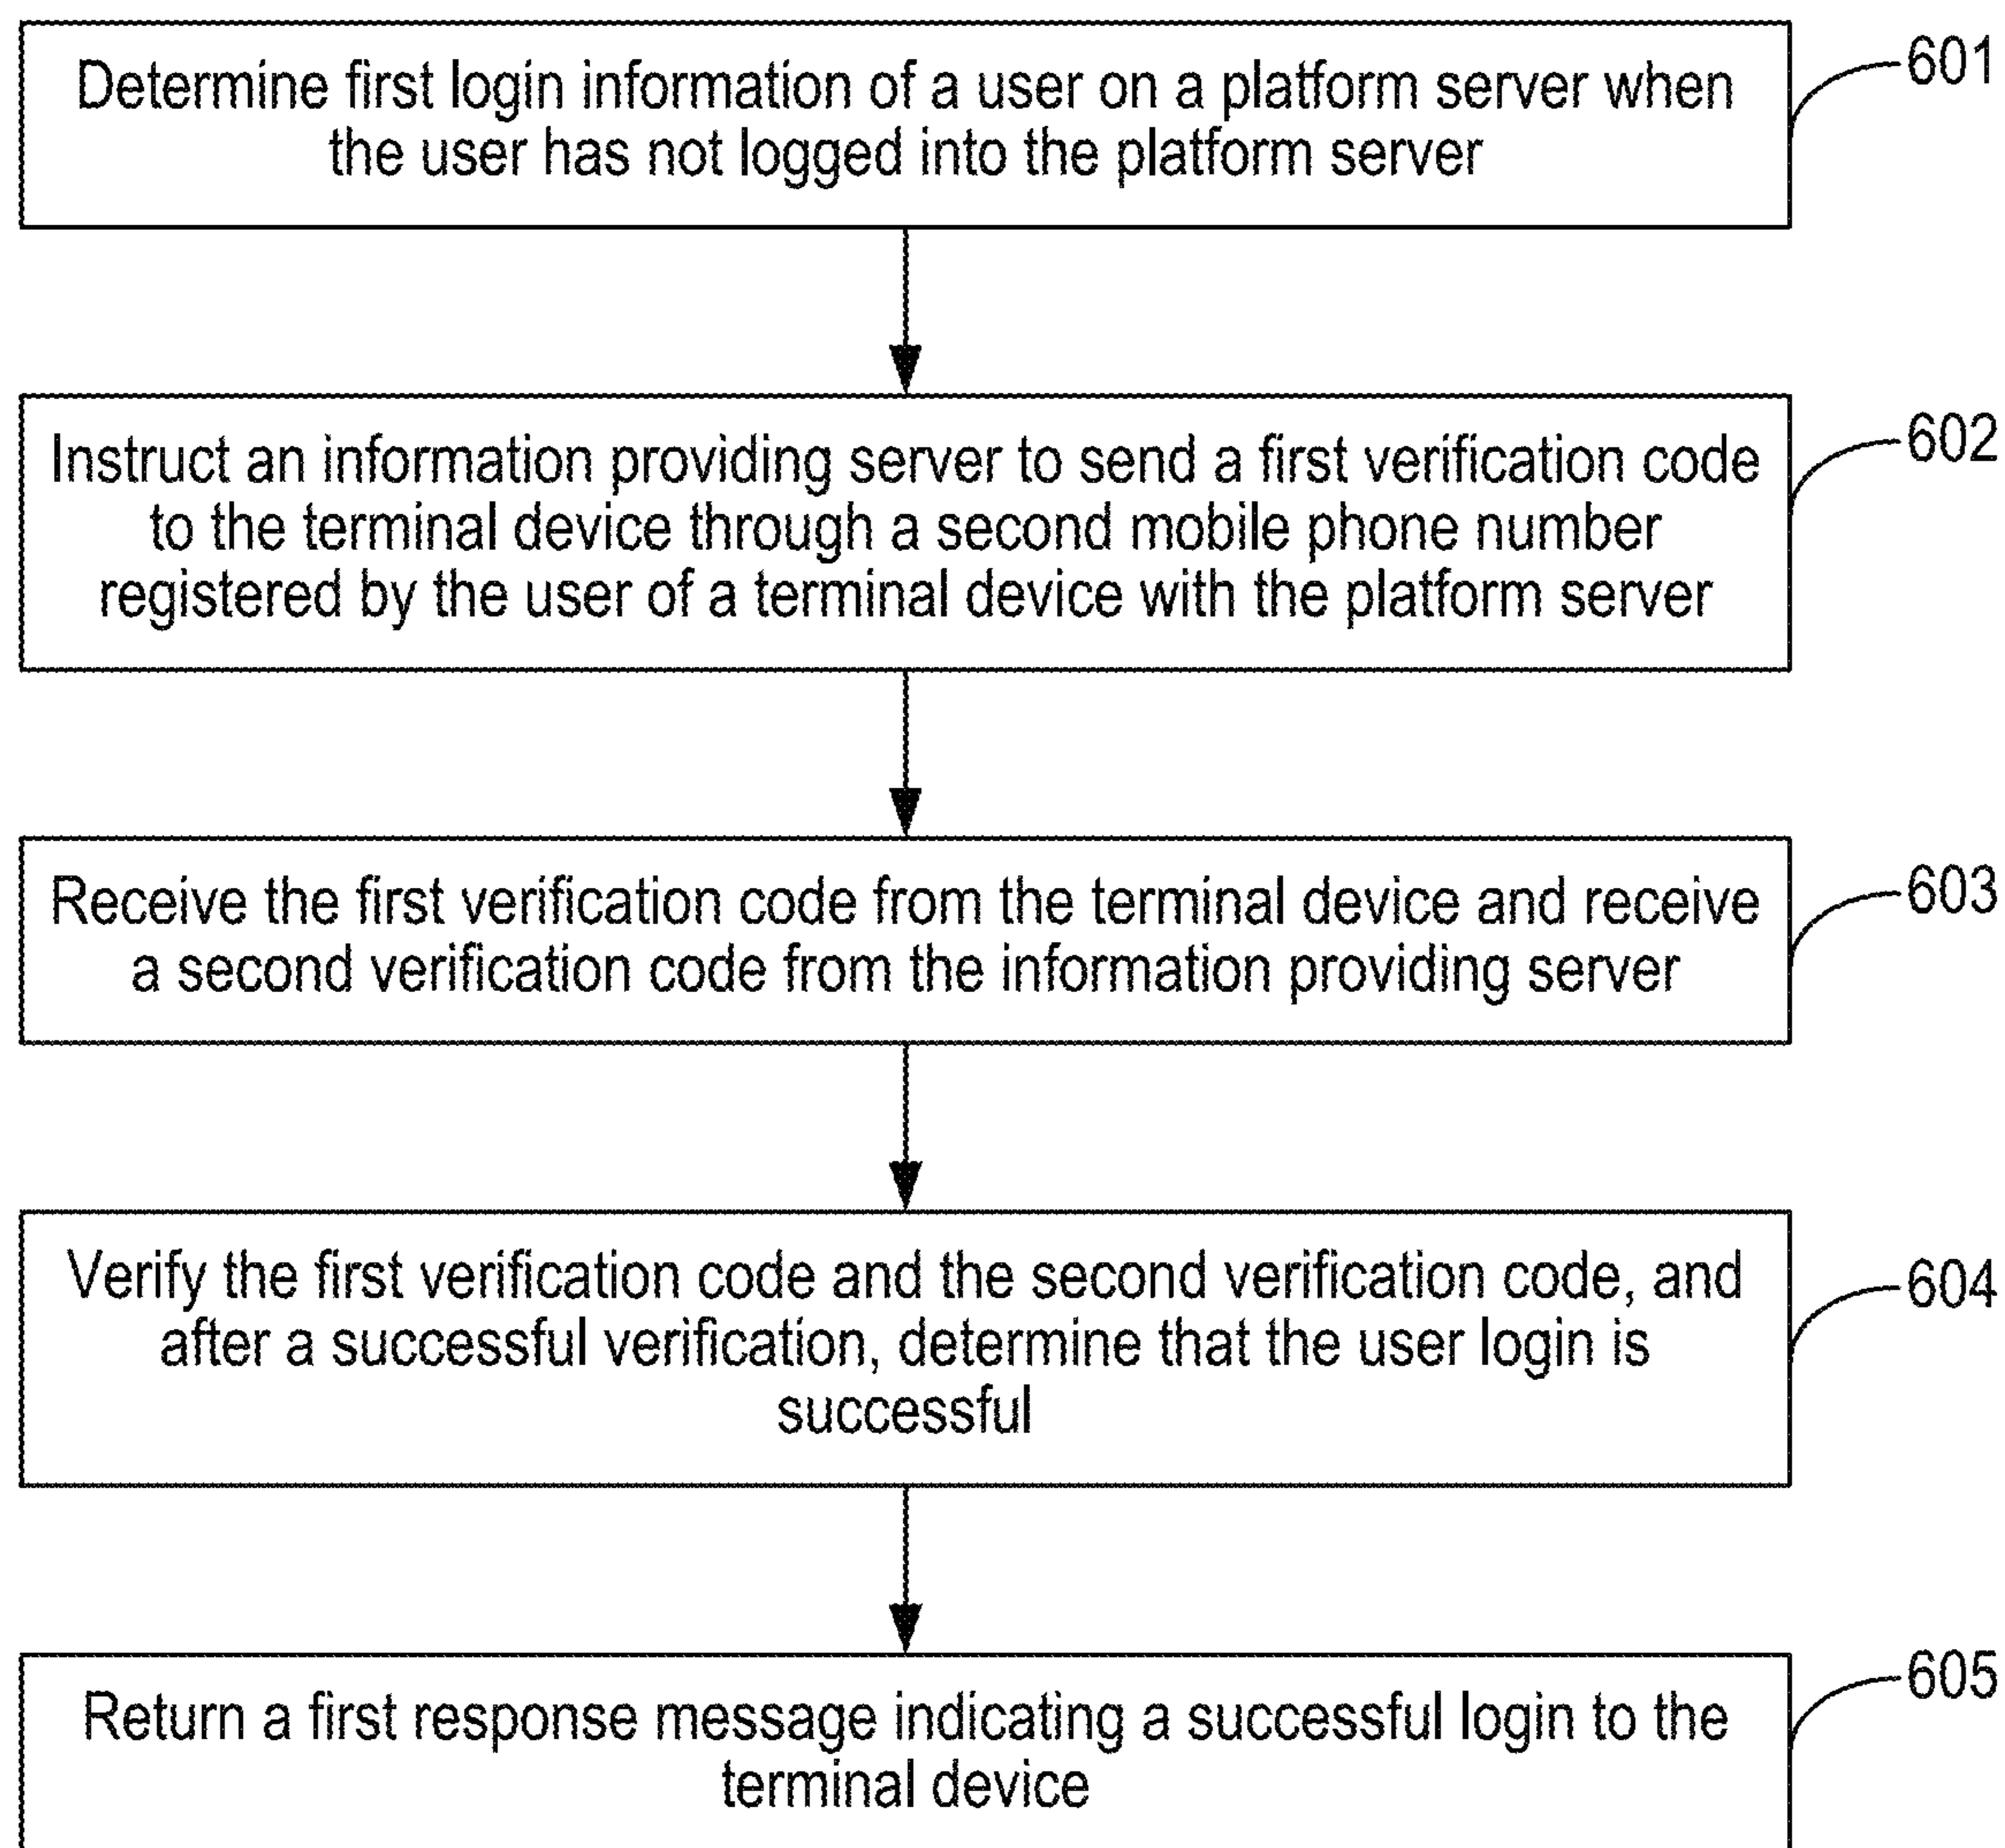 Determine first login information of a user on a platform server when
the user has not logged into the platform server
601
Instruct an information providing server to send a first verification code
to the terminal device through a second mobile phone number
registered by the user of a terminal device with the platform server
602
Receive the first verification code from the terminal device and receive
a second verification code from the information providing server
603
Verify the first verification code and the second verification code, and
after a successful verification, determine that the user login is
successful
604
Return a first response message indicating a successful login to the
terminal device
605